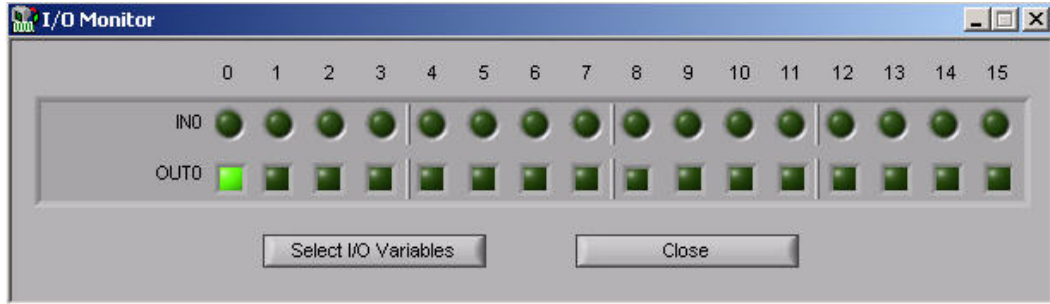 I/O Monitor
0 1 2 3 4 5 6 7 8 9 10 11 12 13 14 15
IN0
OUT0
Select I/O Variables Close